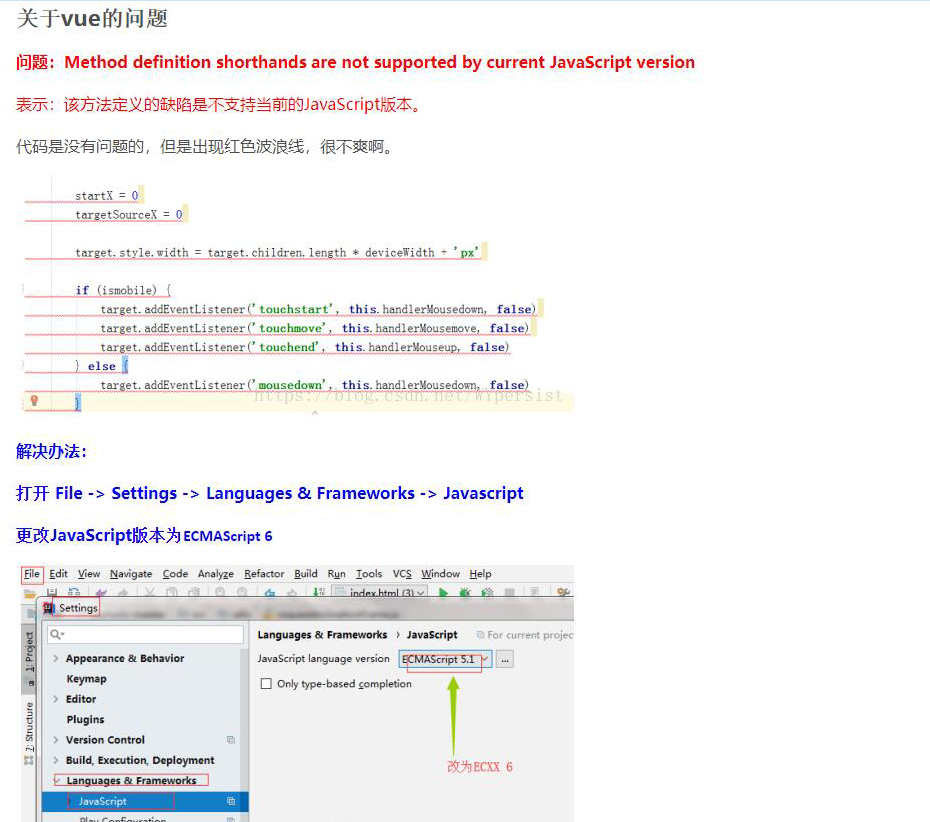 关于vue的问题
问题：Method definition shorthands are not supported by current JavaScript version
表示：该方法定义的缺陷是不支持当前的JavaScript版本。
代码是没有问题的，但是出现红色波浪线，很不爽啊。
startX = 0
targetSourceX = 0
target.style.width = target.children.length * deviceWidth + 'px'
if (ismobile) {
target.addEventListener('touchstart', this.handlerMousedown, false)
target.addEventListener('touchmove', this.handlerMousemove, false)
target.addEventListener('touchend', this.handlerMouseup, false)
} else {
target.addEventListener('mousedown', this.handlerMousedown, false)
https://blog.csdn.net/Wipersist
}
解决办法：
打开 File -> Settings -> Languages & Frameworks -> Javascript
更改JavaScript版本为ECMAScript 6
File Edit View Navigate Code Analyze Refactor Build Run Tools VCS Window Help
index.html (3)
Settings
1: Project
7: Structure
Languages & Frameworks › JavaScript For current projec
JavaScript language version ECMAScript 5.1 ...
Only type-based completion
Appearance & Behavior
Keymap
Editor
Plugins
Version Control
Build, Execution, Deployment
Languages & Frameworks
JavaScript
Play Configuration
改为ECXX 6